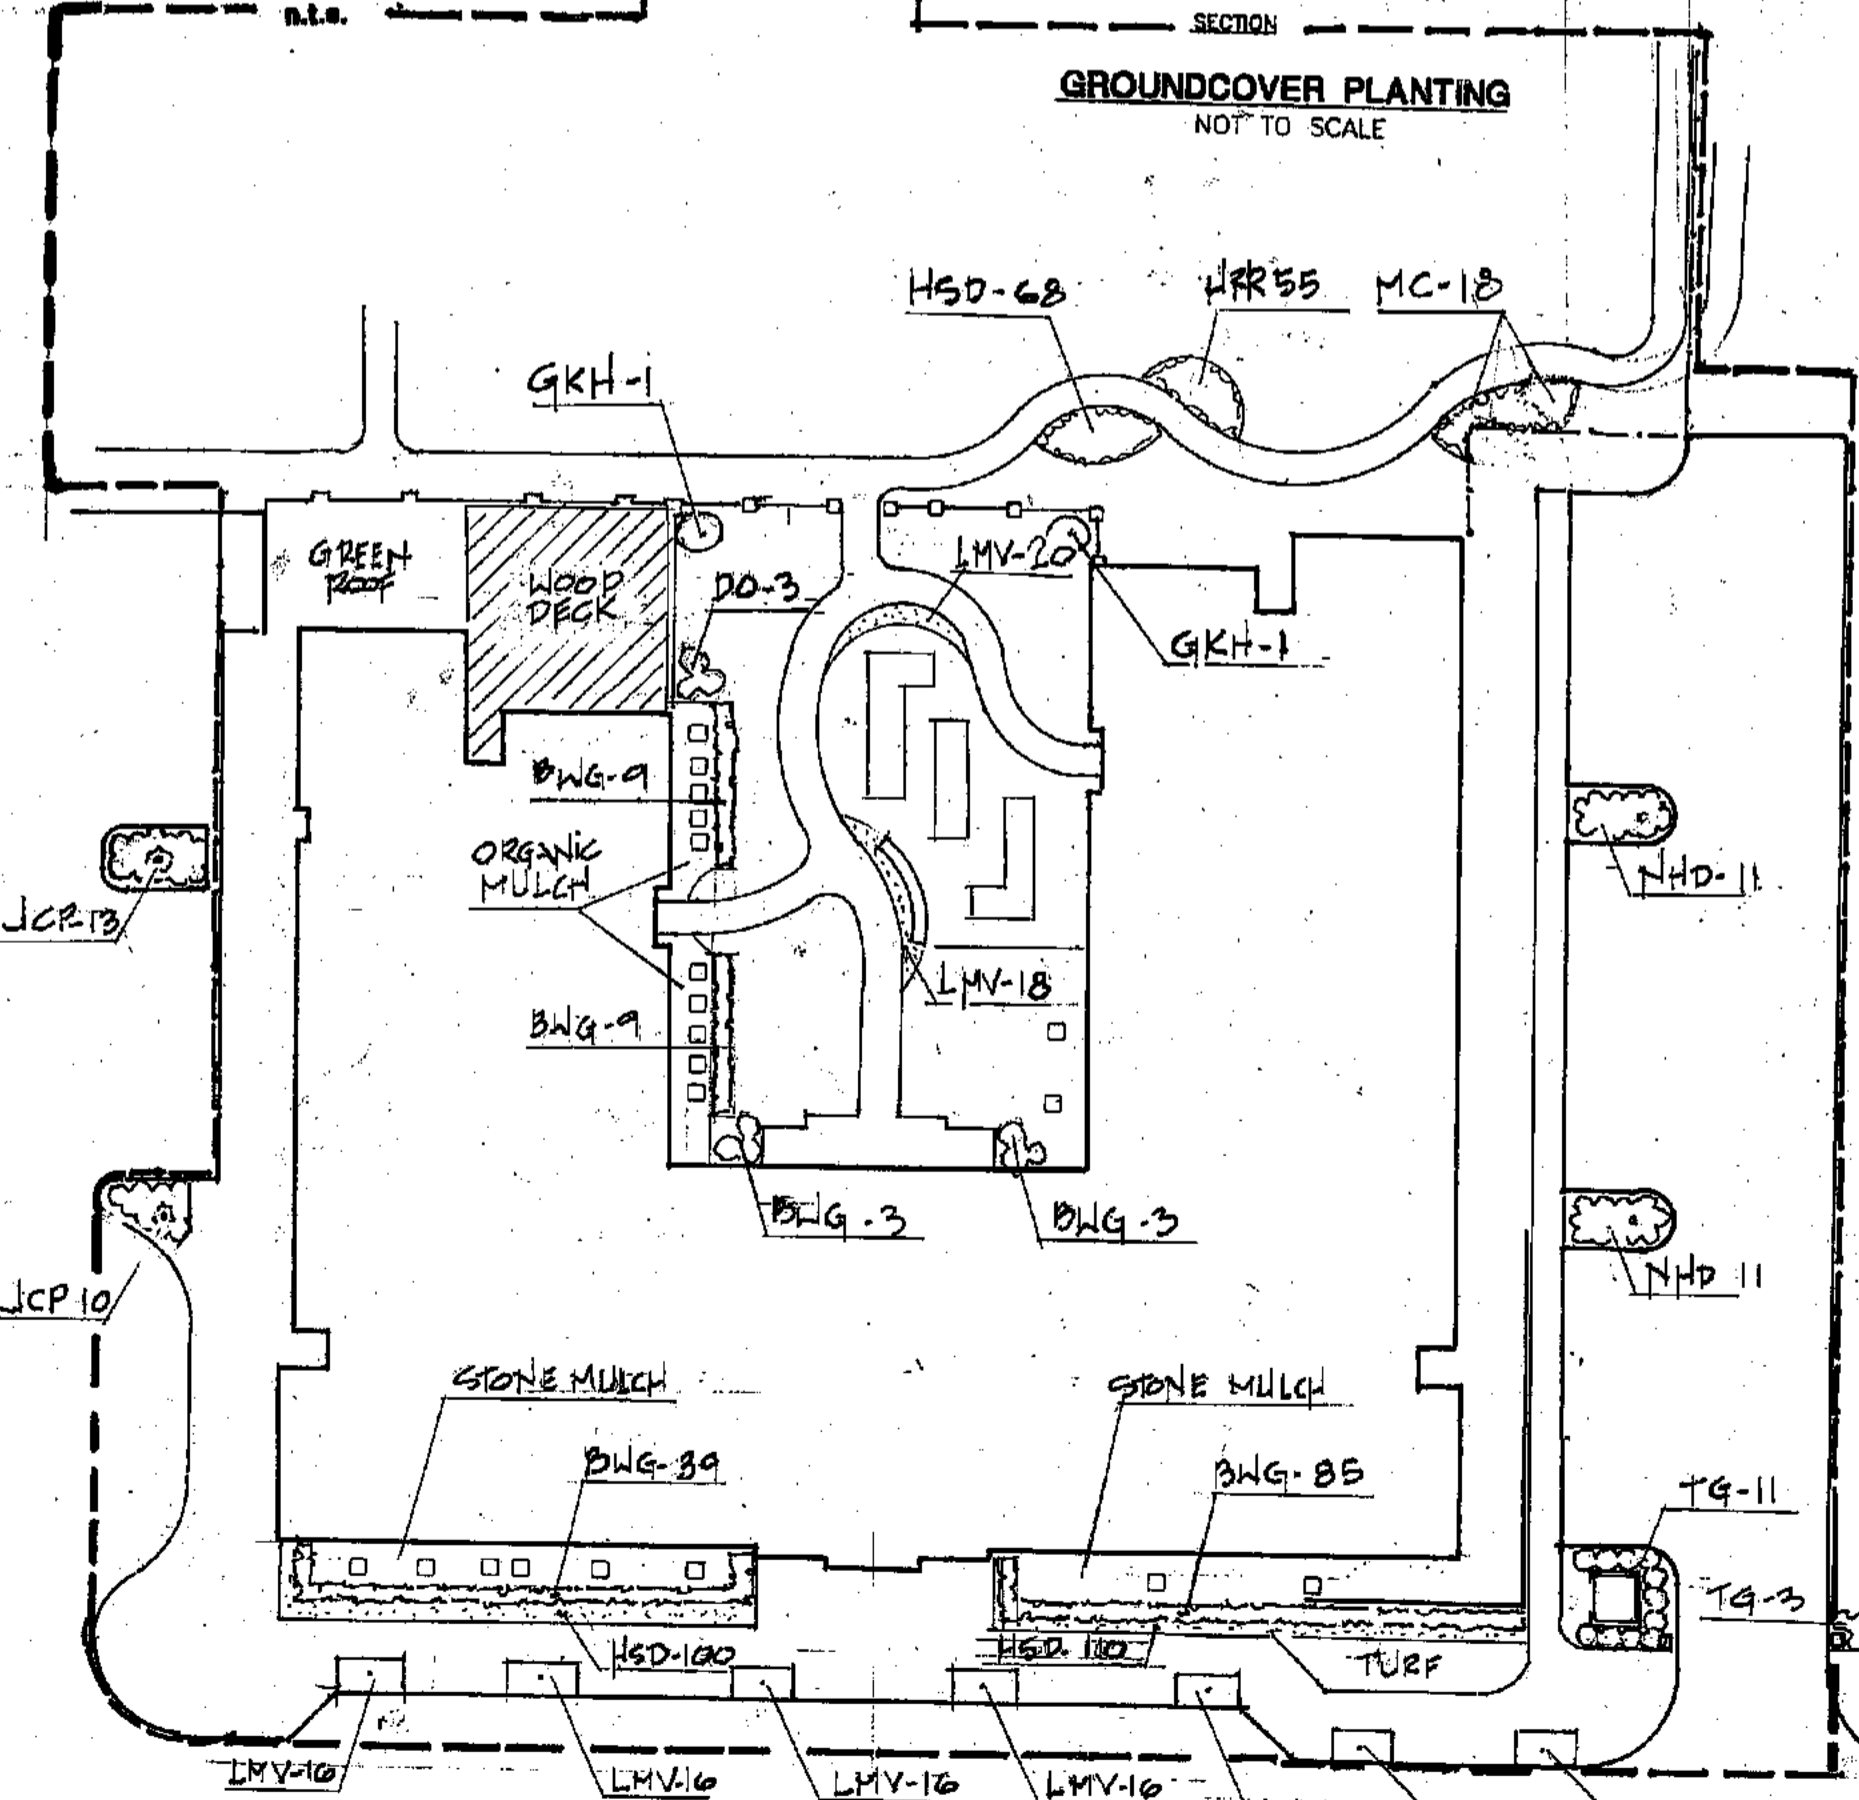 n.t.s.
SECTION
GROUNDCOVER PLANTING
NOT TO SCALE
HSD-68
HRR55
MC-18
GKH-1
GREEN
ROOF
WOOD
DECK
DO-3
LMV-20
GKH-1
BWG-9
ORGANIC
MULCH
JCP-13
NHD-11
LMV-18
BWG-9
BWG-3
BWG-3
NHD 11
JCP 10
STONE MULCH
STONE MULCH
BWG-39
BWG-85
TG-11
TG-3
HSD-100
HSD 110
TURF
LMV-16
LMV-16
LMV-16
LMV-16